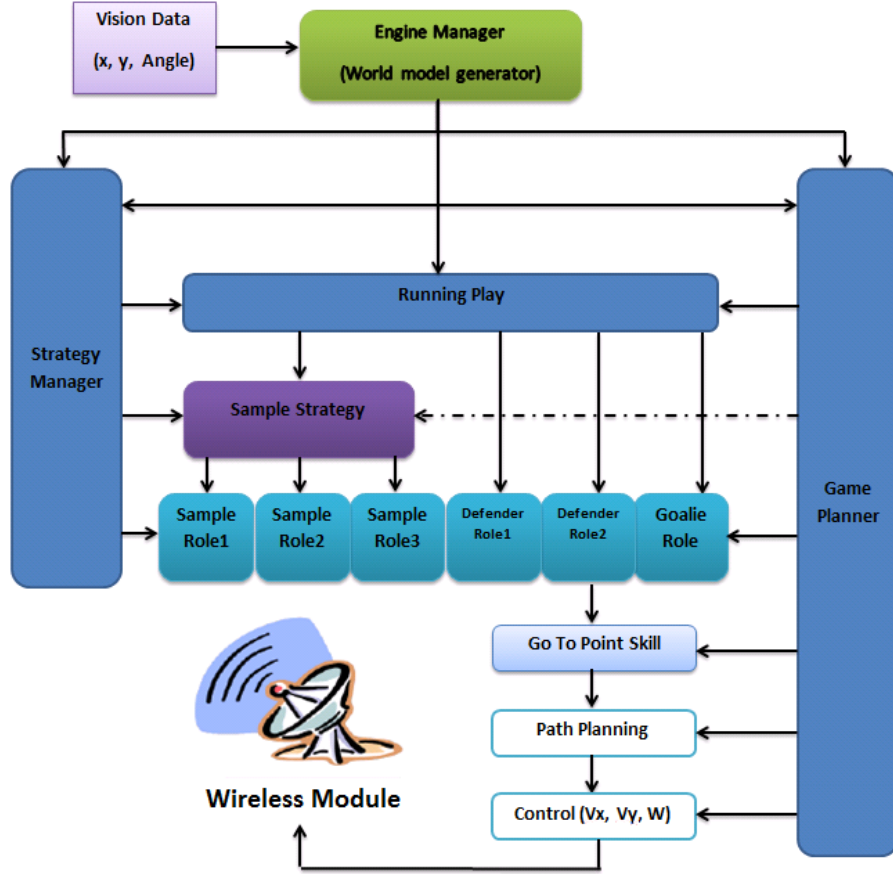 Vision Data
(x, y, Angle)
Engine Manager
(World model generator)
Running Play
Strategy
Manager
Sample Strategy
Game
Planner
Sample
Role1
Sample
Role2
Sample
Role3
Defender
Role1
Defender
Role2
Goalie
Role
Go To Point Skill
Path Planning
Wireless Module
Control (Vx, Vy, W)